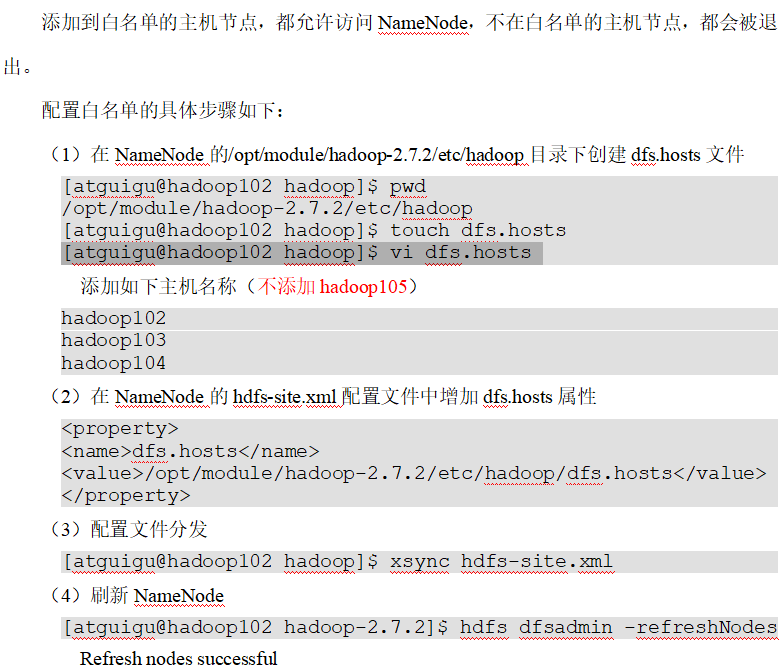 添加到白名单的主机节点，都允许访问 NameNode，不在白名单的主机节点，都会被退
出。
配置白名单的具体步骤如下：
（1）在 NameNode 的/opt/module/hadoop-2.7.2/etc/hadoop 目录下创建 dfs.hosts 文件
[atguigu@hadoop102 hadoop]$ pwd
/opt/module/hadoop-2.7.2/etc/hadoop
[atguigu@hadoop102 hadoop]$ touch dfs.hosts
[atguigu@hadoop102 hadoop]$ vi dfs.hosts
添加如下主机名称（不添加 hadoop105）
hadoop102
hadoop103
hadoop104
（2）在 NameNode 的 hdfs-site.xml 配置文件中增加 dfs.hosts 属性
<property>
<name>dfs.hosts</name>
<value>/opt/module/hadoop-2.7.2/etc/hadoop/dfs.hosts</value>
</property>
（3）配置文件分发
[atguigu@hadoop102 hadoop]$ xsync hdfs-site.xml
（4）刷新 NameNode
[atguigu@hadoop102 hadoop-2.7.2]$ hdfs dfsadmin -refreshNodes
Refresh nodes successful